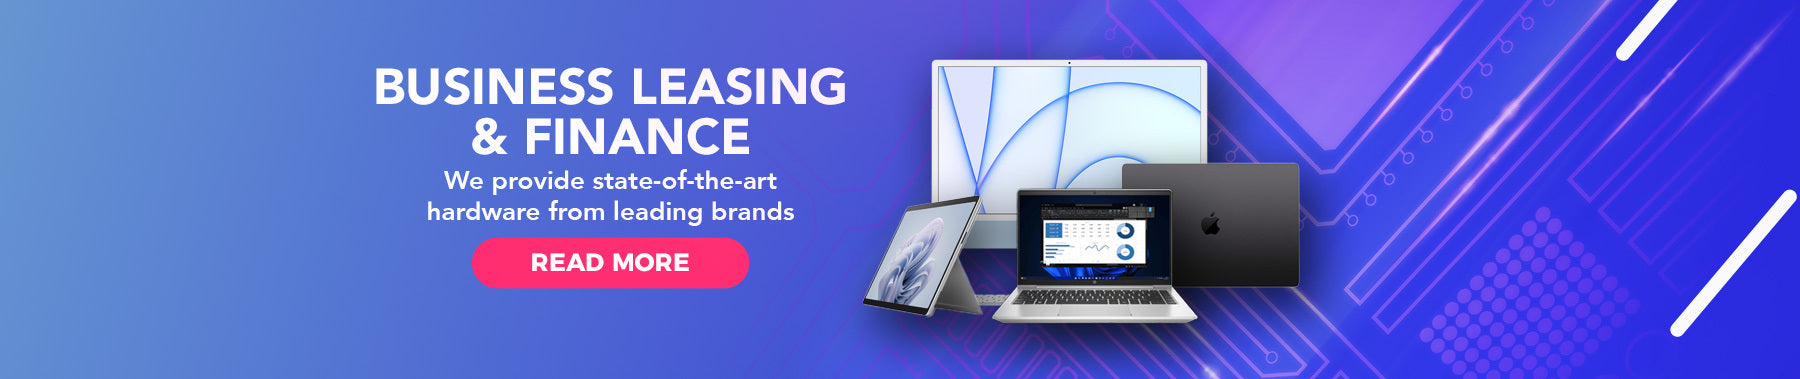 BUSINESS LEASING
& FINANCE
We provide state-of-the-art
hardware from leading brands
READ MORE